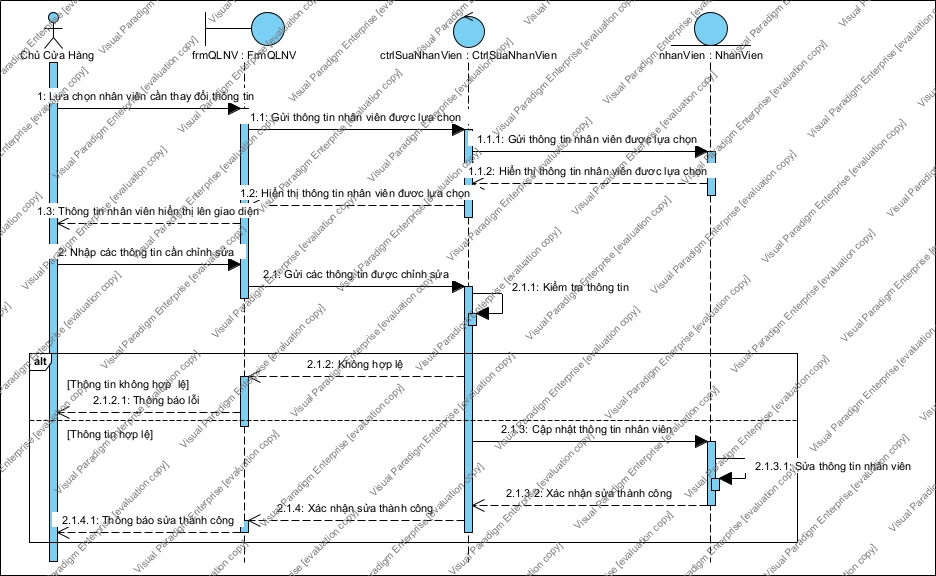 Chủ Cửa Hàng
frmQLNV : FrmQLNV
ctrlSuaNhanVien : CtrlSuaNhanVien
nhanVien : NhanVien
1: Lựa chọn nhân viên cần thay đổi thông tin
1.1: Gửi thông tin nhân viên được lựa chọn
1.1.1: Gửi thông tin nhân viên được lựa chọn
1.1.2: Hiển thị thông tin nhân viên được lựa chọn
1.2: Hiển thị thông tin nhân viên được lựa chọn
1.3: Thông tin nhân viên hiển thị lên giao diện
2: Nhập các thông tin cần chỉnh sửa
2.1: Gửi các thông tin được chỉnh sửa
2.1.1: Kiểm tra thông tin
alt
2.1.2: Không hợp lệ
[Thông tin không hợp lệ]
2.1.2.1: Thông báo lỗi
[Thông tin hợp lệ]
2.1.3: Cập nhật thông tin nhân viên
2.1.3.1: Sửa thông tin nhân viên
2.1.3.2: Xác nhận sửa thành công
2.1.4: Xác nhận sửa thành công
2.1.4.1: Thông báo sửa thành công
Visual Paradigm Enterprise [evaluation copy]